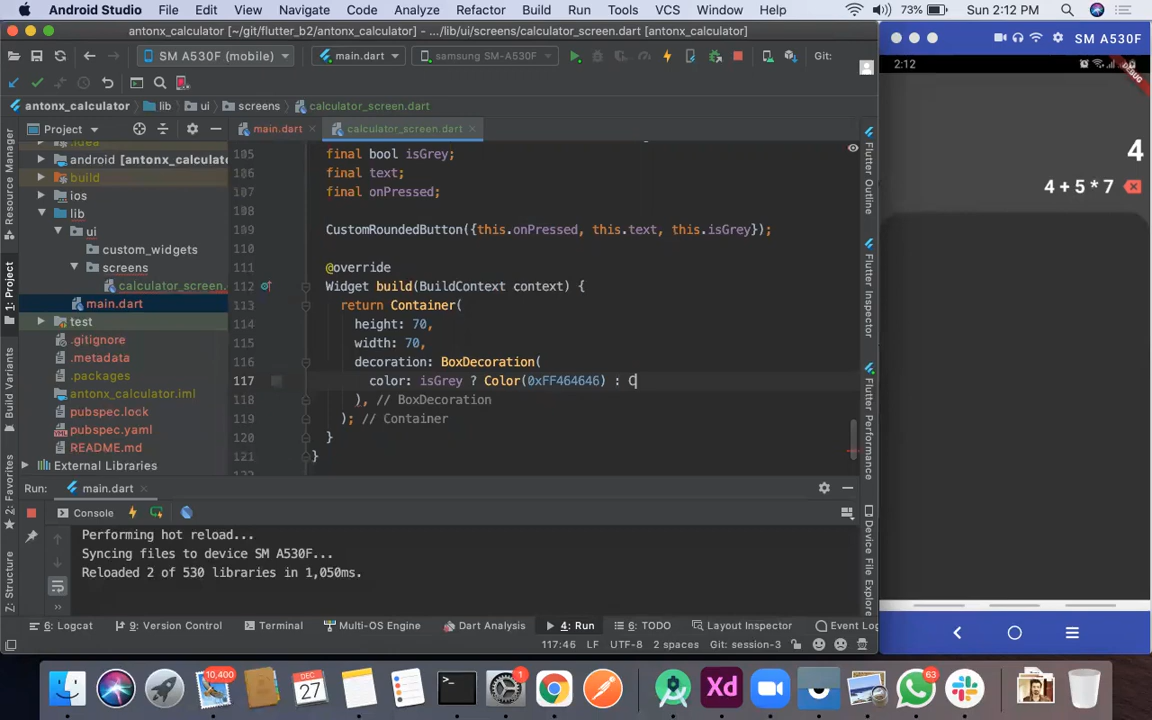 Android Studio File Edit View Navigate Code Analyze Refactor Build Run Tools VCS Window Help 73% Sun 2:12 PM
antonx_calculator [~/git/flutter_b2/antonx_calculator] - .../lib/ui/screens/calculator_screen.dart [antonx_calculator]
SM A530F
SM A530F (mobile) main.dart samsung SM-A530F Git:
2:12
DEBUG
antonx_calculator lib ui screens calculator_screen.dart
Project main.dart calculator_screen.dart
.idea
android [antonx_calculator]
build
ios
lib
ui
custom_widgets
screens
calculator_screen.
main.dart
test
.gitignore
.metadata
.packages
antonx_calculator.iml
pubspec.lock
pubspec.yaml
README.md
External Libraries
105 final bool isGrey;
106 final text;
107 final onPressed;
108
109 CustomRoundedButton({this.onPressed, this.text, this.isGrey});
110
111 @override
112 Widget build(BuildContext context) {
113 return Container(
114 height: 70,
115 width: 70,
116 decoration: BoxDecoration(
117 color: isGrey ? Color(0xFF464646) : C
118 ), // BoxDecoration
119 ); // Container
120 }
121 }
4
4 + 5 * 7
Resource Manager
1: Project
Build Variants
2: Favorites
7: Structure
Flutter Outline
Flutter Inspector
Flutter Performance
Device File Explorer
Run: main.dart
Console
Performing hot reload...
Syncing files to device SM A530F...
Reloaded 2 of 530 libraries in 1,050ms.
6: Logcat 9: Version Control Terminal Multi-OS Engine Dart Analysis 4: Run 6: TODO Layout Inspector Event Log
117:46 LF UTF-8 2 spaces Git: session-3
10,400
DEC
27
1
Xd
63